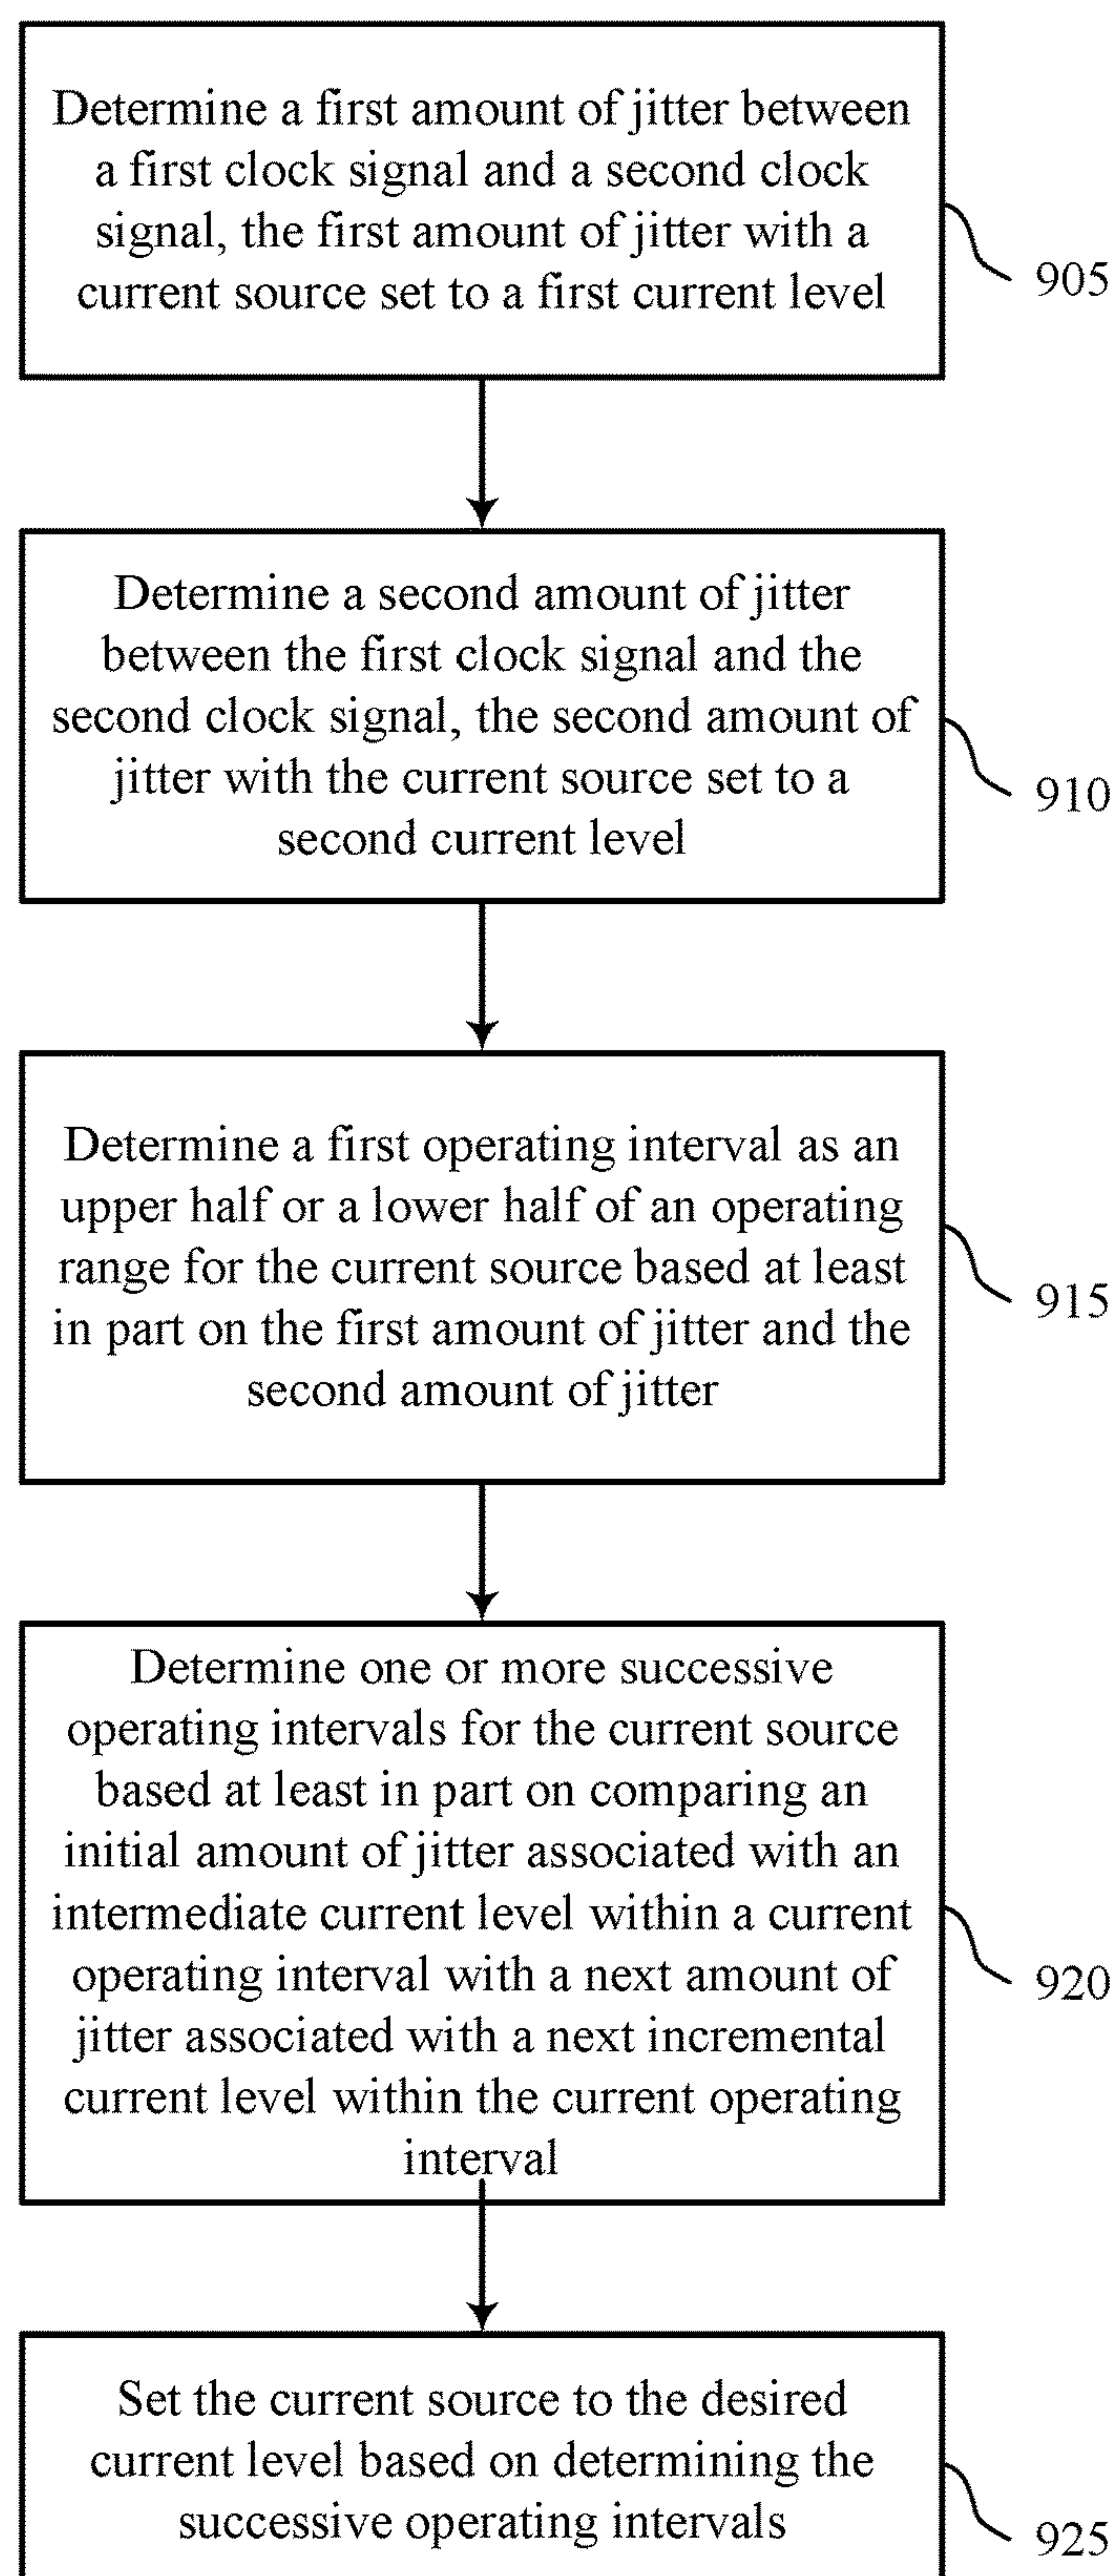 Determine a first amount of jitter between
a first clock signal and a second clock
signal, the first amount of jitter with a
current source set to a first current level
905
Determine a second amount of jitter
between the first clock signal and the
second clock signal, the second amount of
jitter with the current source set to a
second current level
910
Determine a first operating interval as an
upper half or a lower half of an operating
range for the current source based at least
in part on the first amount of jitter and the
second amount of jitter
915
Determine one or more successive
operating intervals for the current source
based at least in part on comparing an
initial amount of jitter associated with an
intermediate current level within a current
operating interval with a next amount of
jitter associated with a next incremental
current level within the current operating
interval
920
Set the current source to the desired
current level based on determining the
successive operating intervals
925